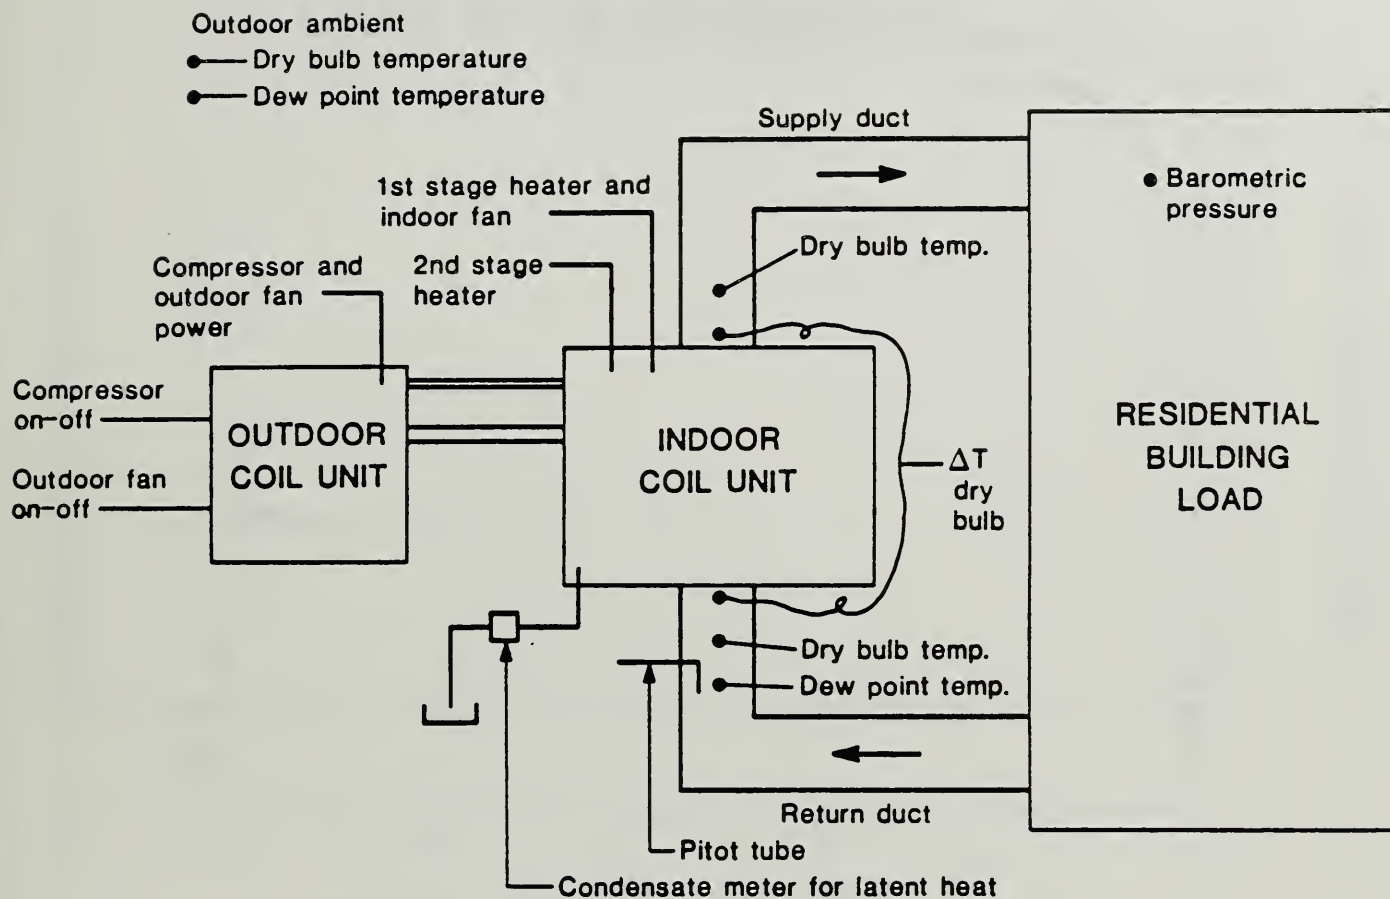 Outdoor ambient
Dry bulb temperature
Dew point temperature
Supply duct
1st stage heater and
indoor fan
Barometric
pressure
Dry bulb temp.
Compressor and
outdoor fan
power
2nd stage
heater
Compressor
on-off
Outdoor fan
on-off
OUTDOOR
COIL UNIT
INDOOR
COIL UNIT
ΔT
dry
bulb
RESIDENTIAL
BUILDING
LOAD
Dry bulb temp.
Dew point temp.
Return duct
Pitot tube
Condensate meter for latent heat